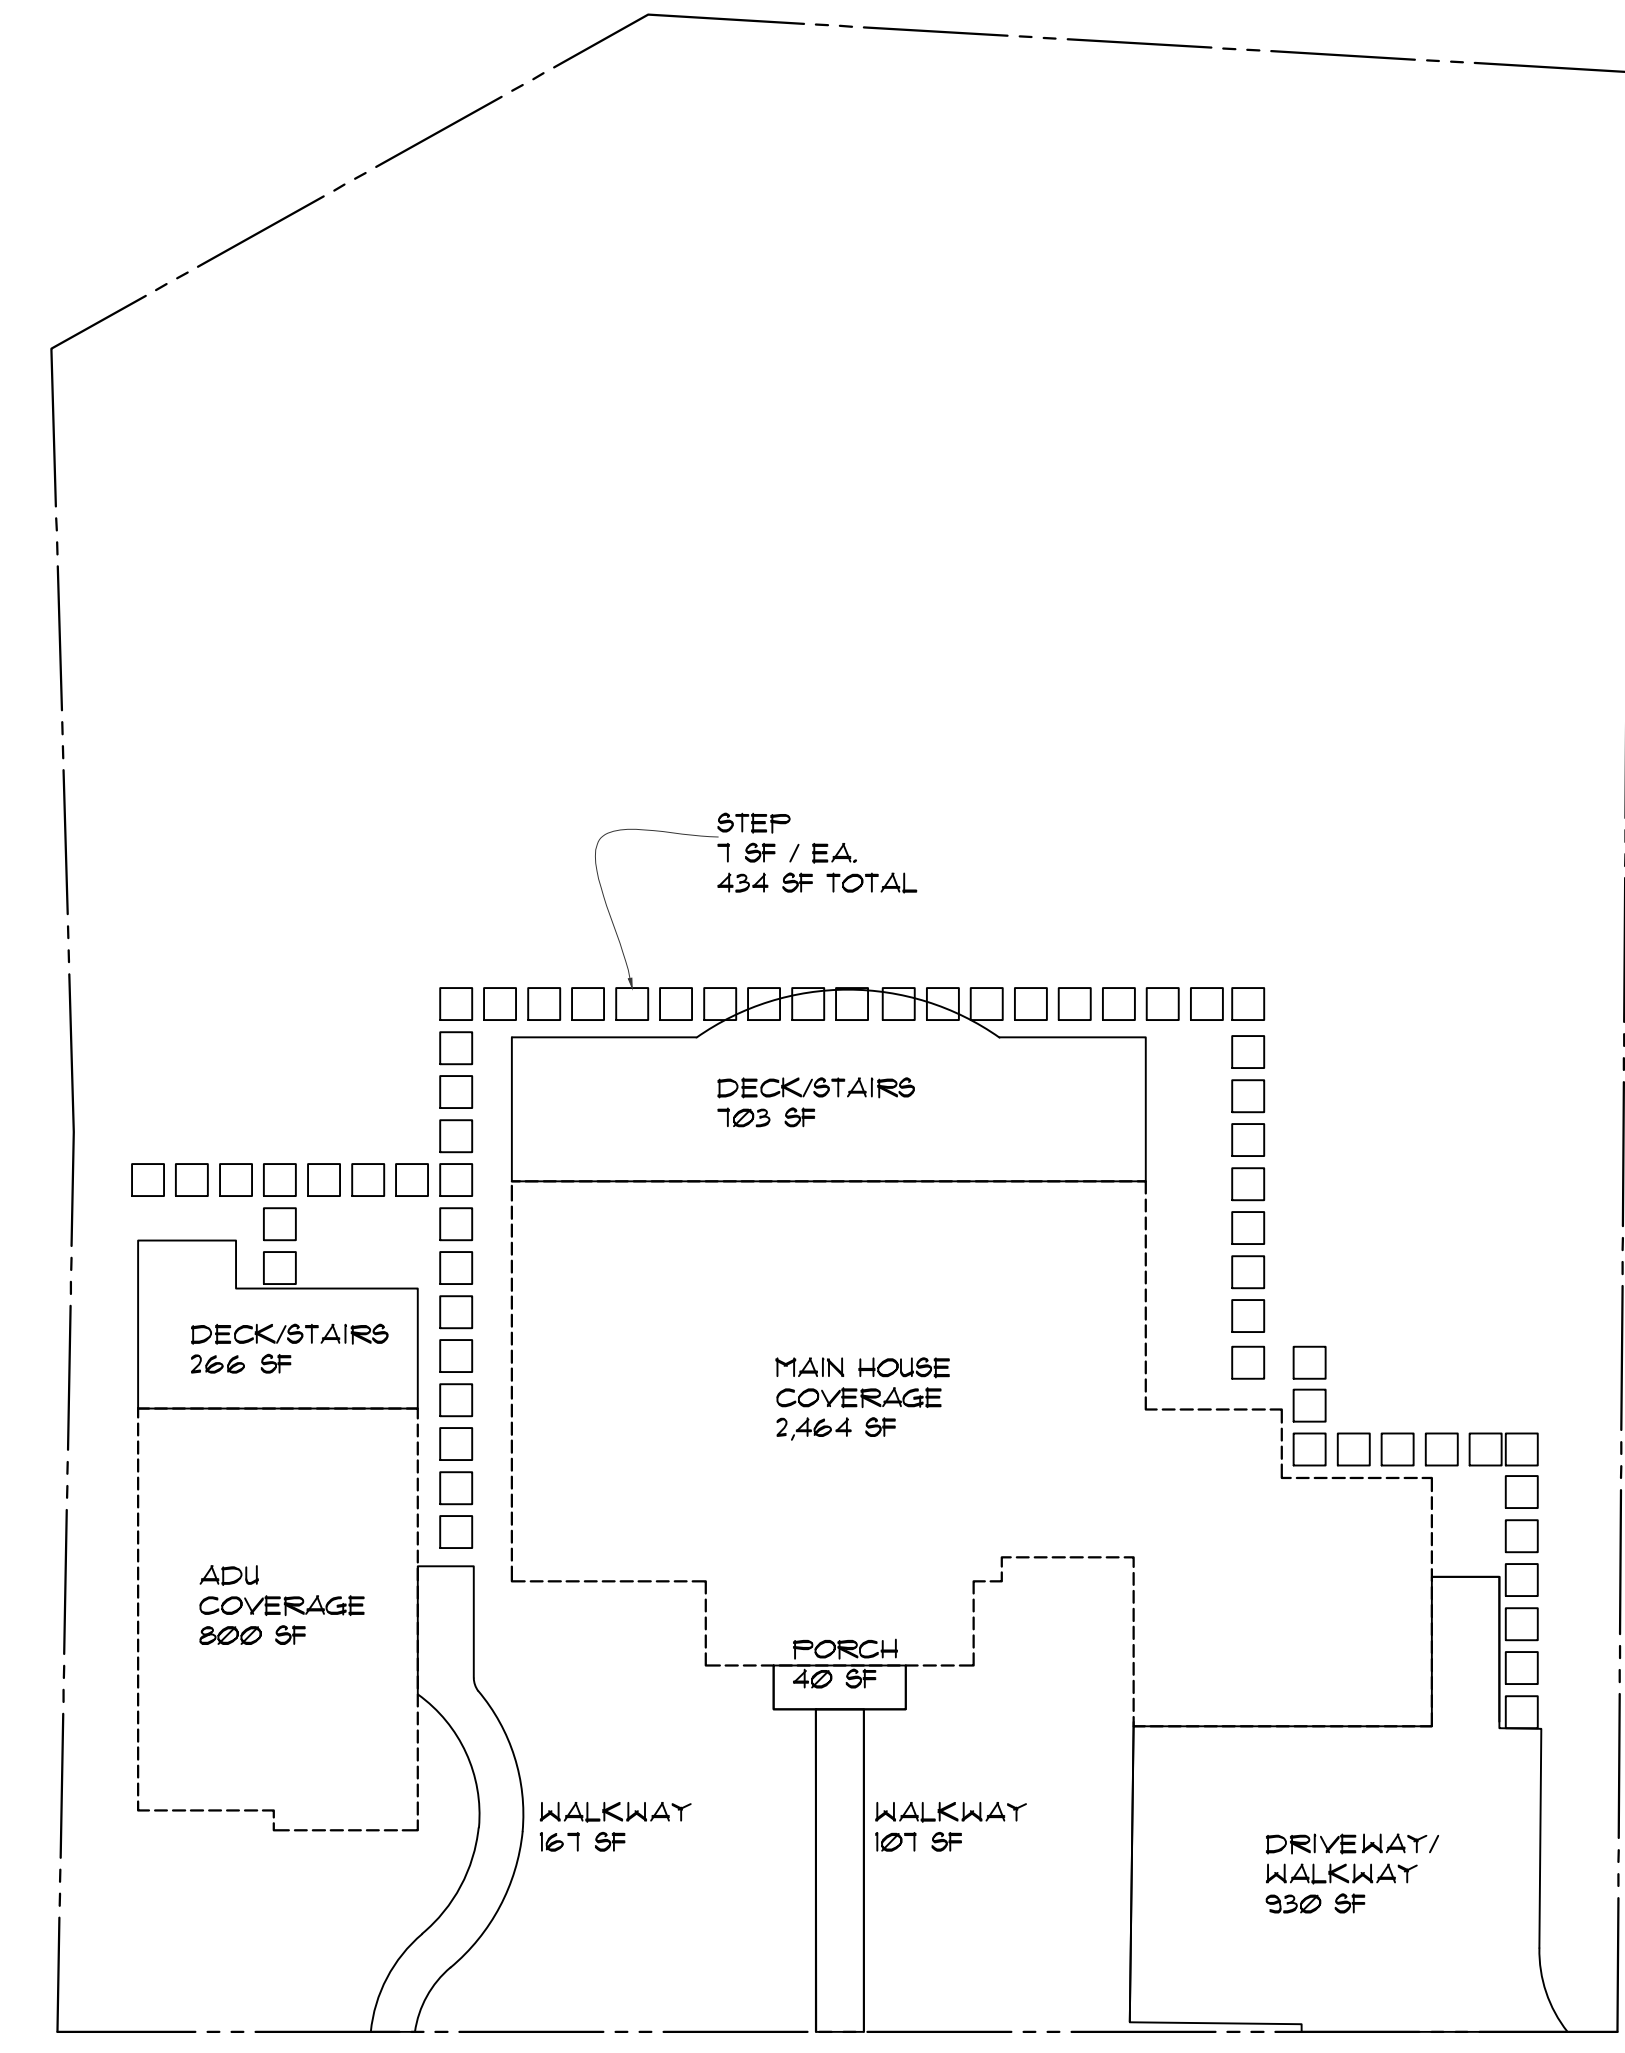 STEP
7 SF / EA.
434 SF TOTAL
DECK/STAIRS
703 SF
DECK/STAIRS
266 SF
MAIN HOUSE
COVERAGE
2,464 SF
ADU
COVERAGE
800 SF
PORCH
40 SF
WALKWAY
167 SF
WALKWAY
107 SF
DRIVEWAY/
WALKWAY
930 SF